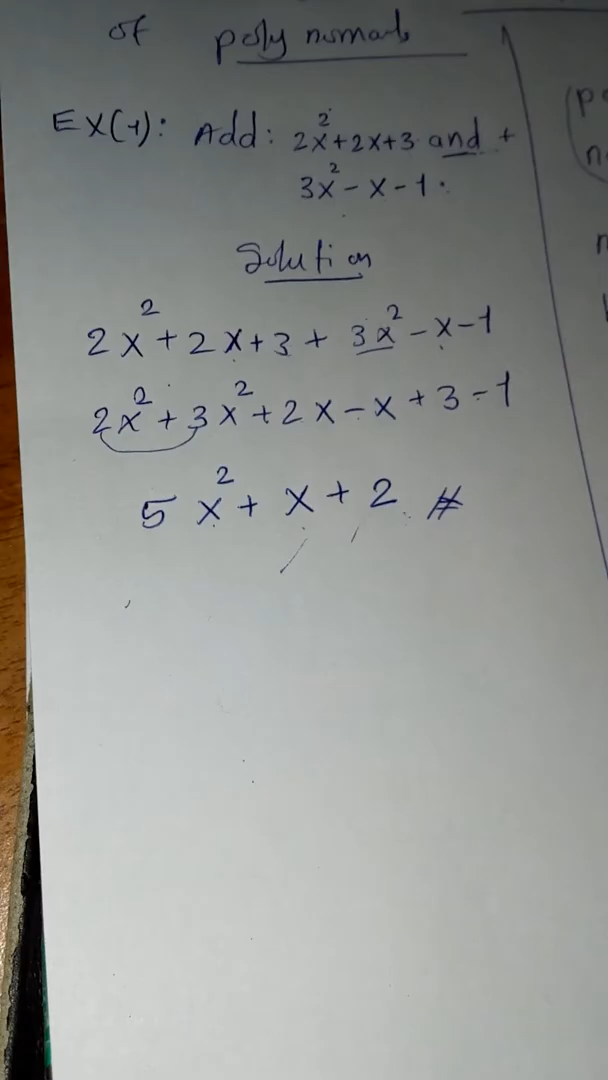 of polynomals
Ex(1): Add: 2x²+2x+3 and +
3x² - x - 1.
Solution
2x² + 2x + 3 + 3x² - x - 1
2x² + 3x² + 2x - x + 3 - 1
5x² + x + 2 #